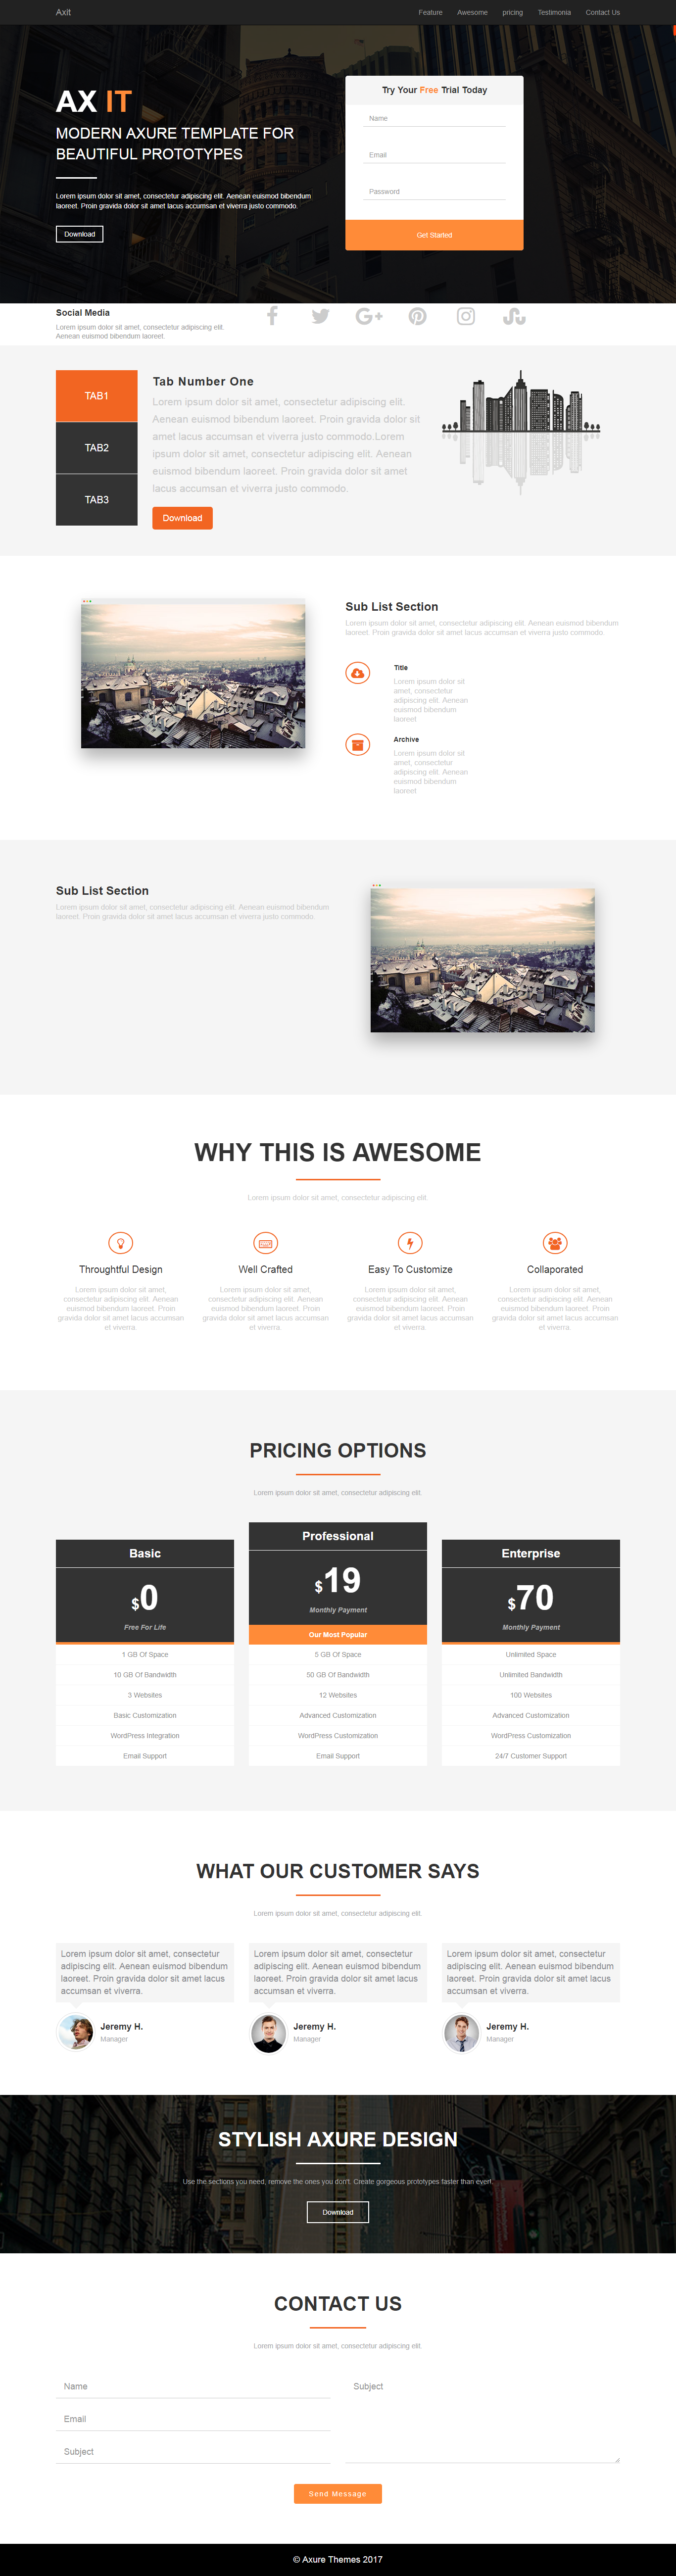 Axit
Feature Awesome pricing Testimonia Contact Us
AX IT
MODERN AXURE TEMPLATE FOR
BEAUTIFUL PROTOTYPES
Lorem ipsum dolor sit amet, consectetur adipiscing elit. Aenean euismod bibendum
laoreet. Proin gravida dolor sit amet lacus accumsan et viverra justo commodo.
Download
Try Your Free Trial Today
Name
Email
Password
Get Started
Social Media
Lorem ipsum dolor sit amet, consectetur adipiscing elit.
Aenean euismod bibendum laoreet.
TAB1
TAB2
TAB3
Tab Number One
Lorem ipsum dolor sit amet, consectetur adipiscing elit.
Aenean euismod bibendum laoreet. Proin gravida dolor sit
amet lacus accumsan et viverra justo commodo.Lorem
ipsum dolor sit amet, consectetur adipiscing elit. Aenean
euismod bibendum laoreet. Proin gravida dolor sit amet
lacus accumsan et viverra justo commodo.
Download
Sub List Section
Lorem ipsum dolor sit amet, consectetur adipiscing elit. Aenean euismod bibendum
laoreet. Proin gravida dolor sit amet lacus accumsan et viverra justo commodo.
Title
Lorem ipsum dolor sit
amet, consectetur
adipiscing elit. Aenean
euismod bibendum
laoreet
Archive
Lorem ipsum dolor sit
amet, consectetur
adipiscing elit. Aenean
euismod bibendum
laoreet
Sub List Section
Lorem ipsum dolor sit amet, consectetur adipiscing elit. Aenean euismod bibendum
laoreet. Proin gravida dolor sit amet lacus accumsan et viverra justo commodo.
WHY THIS IS AWESOME
Lorem ipsum dolor sit amet, consectetur adipiscing elit.
Throughtful Design
Lorem ipsum dolor sit amet,
consectetur adipiscing elit. Aenean
euismod bibendum laoreet. Proin
gravida dolor sit amet lacus accumsan
et viverra
Well Crafted
Lorem ipsum dolor sit amet,
consectetur adipiscing elit. Aenean
euismod bibendum laoreet. Proin
gravida dolor sit amet lacus accumsan
et viverra
Easy To Customize
Lorem ipsum dolor sit amet,
consectetur adipiscing elit. Aenean
euismod bibendum laoreet. Proin
gravida dolor sit amet lacus accumsan
et viverra
Collaporated
Lorem ipsum dolor sit amet,
consectetur adipiscing elit. Aenean
euismod bibendum laoreet. Proin
gravida dolor sit amet lacus accumsan
et viverra
PRICING OPTIONS
Lorem ipsum dolor sit amet, consectetur adipiscing elit.
Basic
$0
Free For Life
1 GB Of Space
10 GB Of Bandwidth
3 Websites
Basic Customization
WordPress Integration
Email Support
Professional
$19
Monthly Payment
Our Most Popular
5 GB Of Space
50 GB Of Bandwidth
12 Websites
Advanced Customization
WordPress Customization
Email Support
Enterprise
$70
Monthly Payment
Unlimited Space
Unlimited Bandwidth
100 Websites
Advanced Customization
WordPress Customization
24/7 Customer Support
WHAT OUR CUSTOMER SAYS
Lorem ipsum dolor sit amet, consectetur adipiscing elit.
Lorem ipsum dolor sit amet, consectetur
adipiscing elit. Aenean euismod bibendum
laoreet. Proin gravida dolor sit amet lacus
accumsan et viverra.
Jeremy H.
Manager
Lorem ipsum dolor sit amet, consectetur
adipiscing elit. Aenean euismod bibendum
laoreet. Proin gravida dolor sit amet lacus
accumsan et viverra.
Jeremy H.
Manager
Lorem ipsum dolor sit amet, consectetur
adipiscing elit. Aenean euismod bibendum
laoreet. Proin gravida dolor sit amet lacus
accumsan et viverra.
Jeremy H.
Manager
STYLISH AXURE DESIGN
Use the sections you need, remove the ones you don't. Create gorgeous prototypes faster than ever!.
Download
CONTACT US
Lorem ipsum dolor sit amet, consectetur adipiscing elit.
Name
Email
Subject
Subject
Send Message
© Axure Themes 2017